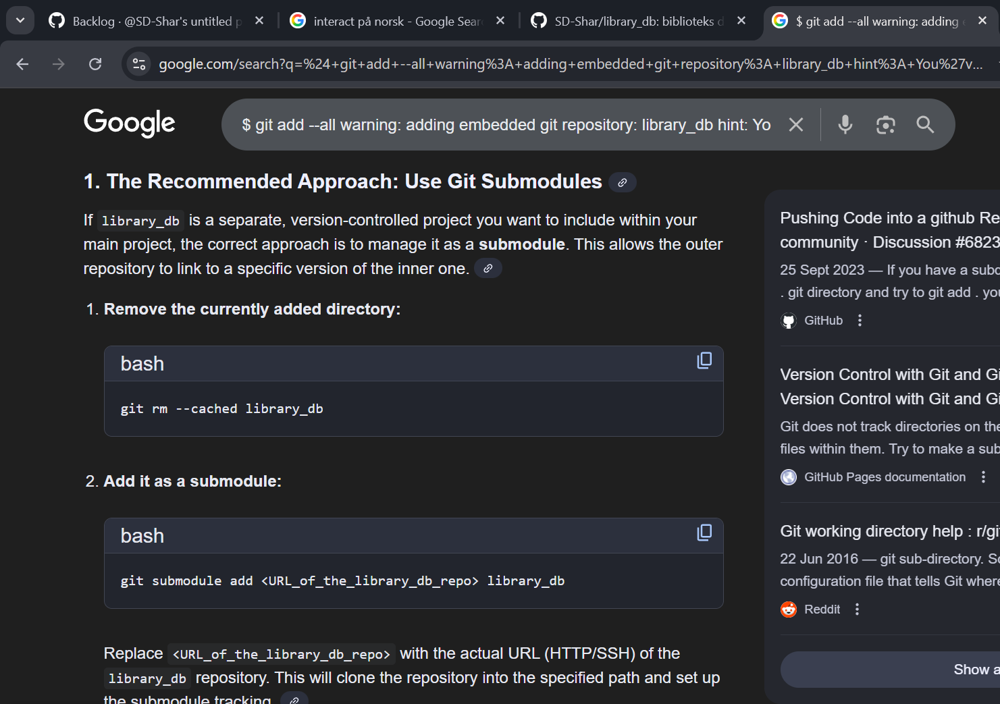 Backlog · @SD-Shar's untitled p
interact på norsk - Google Sear
SD-Shar/library_db: biblioteks d
$ git add --all warning: adding e
google.com/search?q=%24+git+add+--all+warning%3A+adding+embedded+git+repository%3A+library_db+hint%3A+You%27v...
Google
$ git add --all warning: adding embedded git repository: library_db hint: Yo
1. The Recommended Approach: Use Git Submodules
If library_db is a separate, version-controlled project you want to include within your
main project, the correct approach is to manage it as a submodule. This allows the outer
repository to link to a specific version of the inner one.
1. Remove the currently added directory:
bash
git rm --cached library_db
2. Add it as a submodule:
bash
git submodule add <URL_of_the_library_db_repo> library_db
Replace <URL_of_the_library_db_repo> with the actual URL (HTTP/SSH) of the
library_db repository. This will clone the repository into the specified path and set up
the submodule tracking.
Pushing Code into a github Re
community · Discussion #6823
25 Sept 2023 — If you have a subd
. git directory and try to git add . you
GitHub
Version Control with Git and Gi
Version Control with Git and Gi
Git does not track directories on the
files within them. Try to make a sub
GitHub Pages documentation
Git working directory help : r/gi
22 Jun 2016 — git sub-directory. So
configuration file that tells Git where
Reddit
Show a